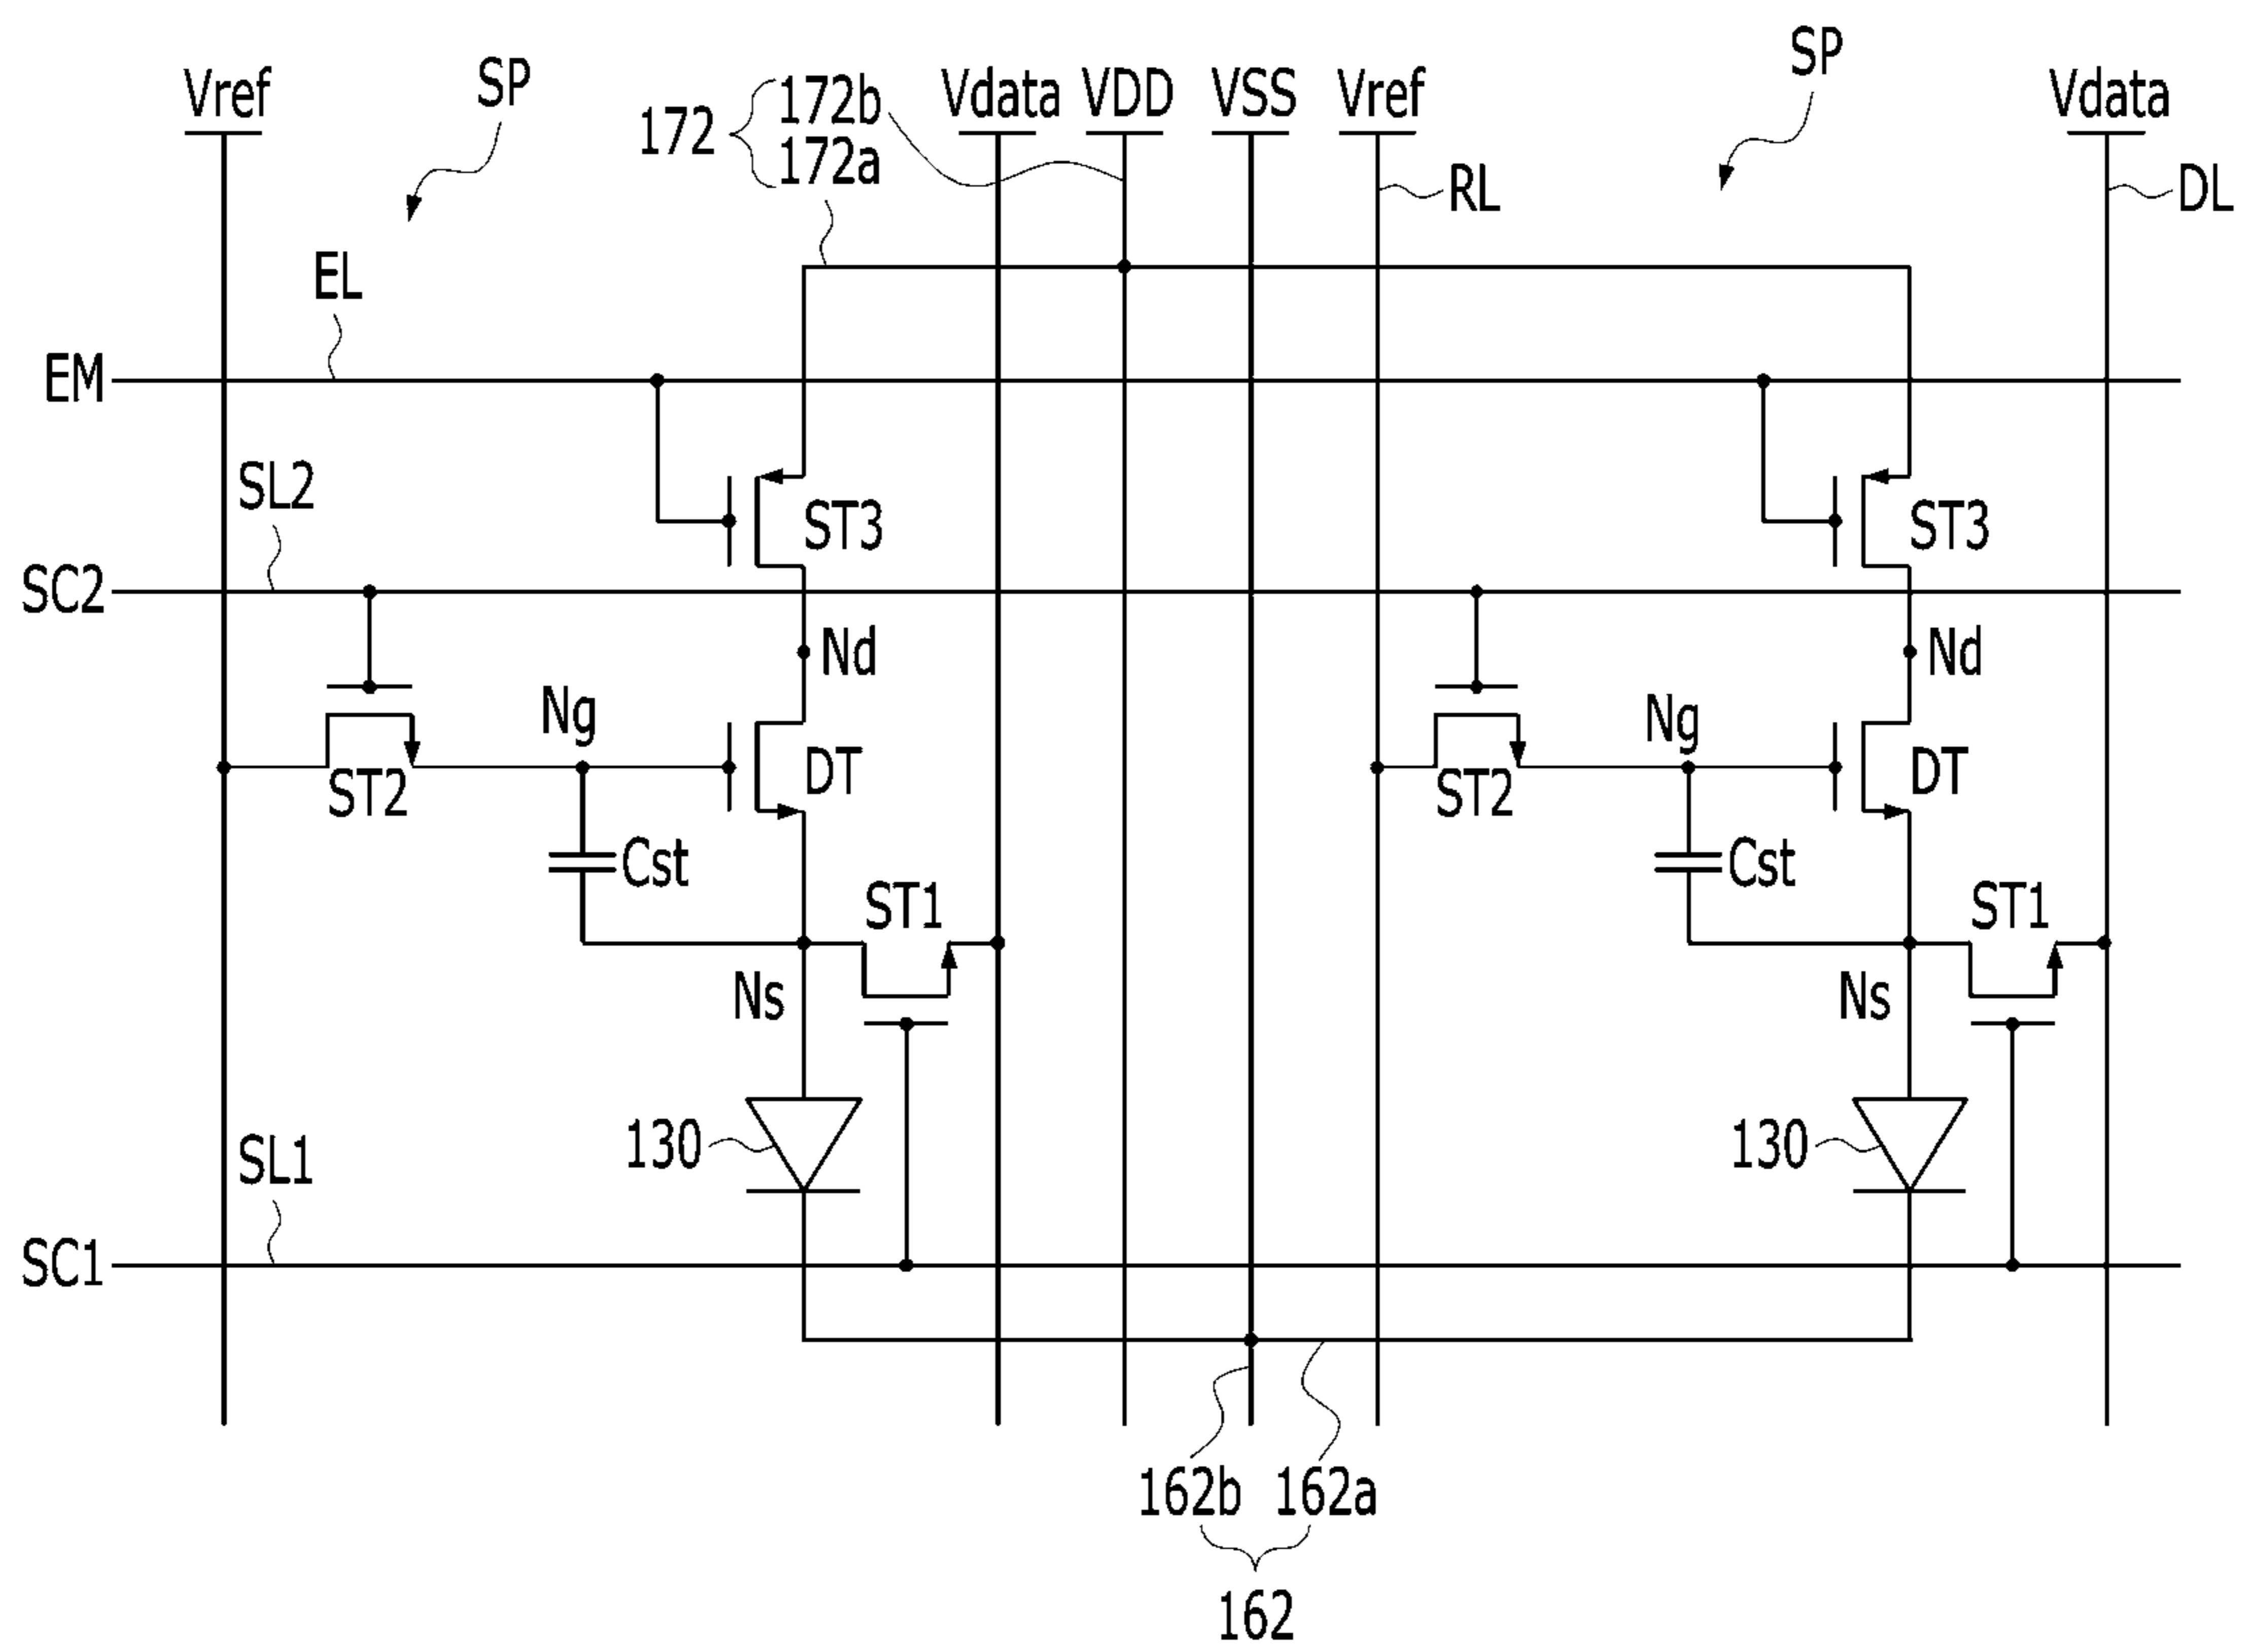 SP
SP
Vref
172
172b
172a
Vdata
VDD
VSS
Vref
Vdata
RL
DL
EL
EM
SL2
ST3
ST3
SC2
Nd
Nd
Ng
Ng
DT
DT
ST2
ST2
Cst
Cst
ST1
ST1
Ns
Ns
130
130
SL1
SC1
162b
162a
162